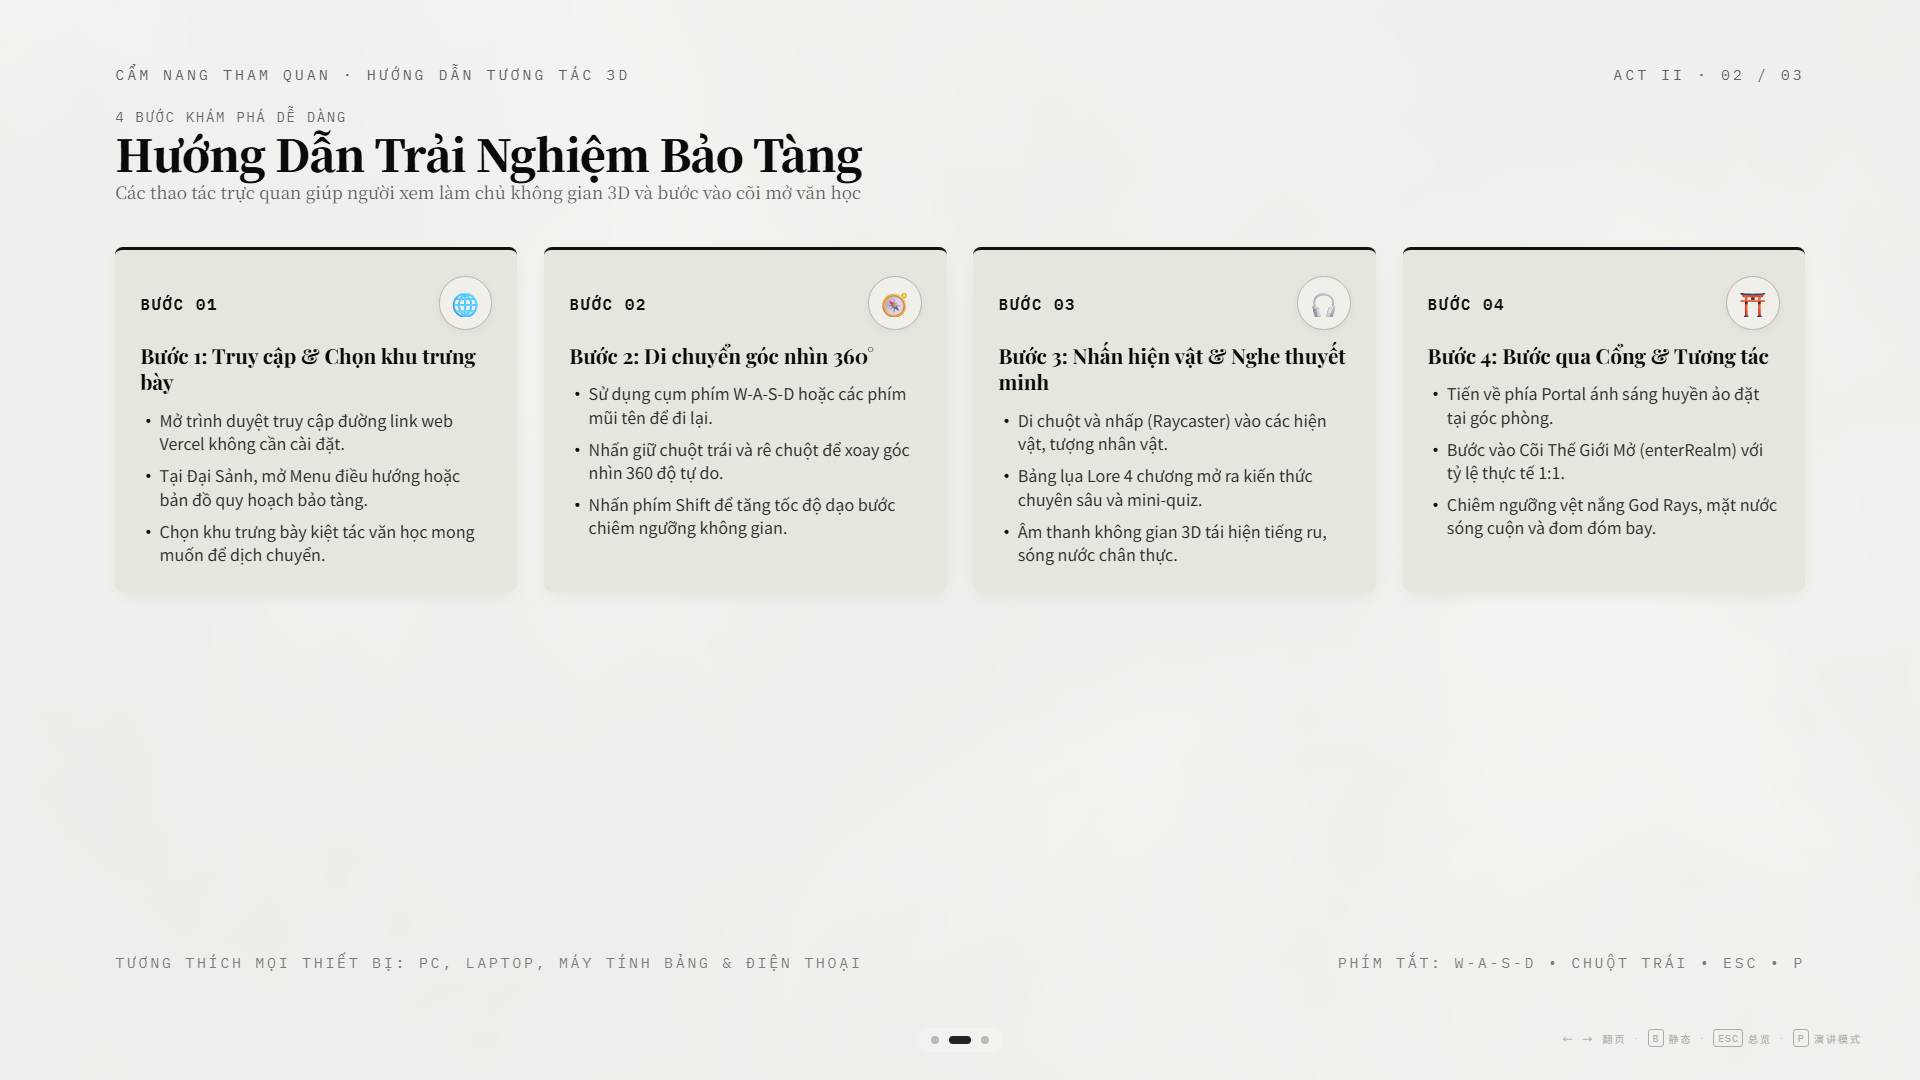 CẨM NANG THAM QUAN · HƯỚNG DẪN TƯƠNG TÁC 3D
ACT II · 02 / 03
4 BƯỚC KHÁM PHÁ DỄ DÀNG
Hướng Dẫn Trải Nghiệm Bảo Tàng
Các thao tác trực quan giúp người xem làm chủ không gian 3D và bước vào cõi mở văn học
BƯỚC 01
Bước 1: Truy cập & Chọn khu trưng
bày
• Mở trình duyệt truy cập đường link web
Vercel không cần cài đặt.
• Tại Đại Sảnh, mở Menu điều hướng hoặc
bản đồ quy hoạch bảo tàng.
• Chọn khu trưng bày kiệt tác văn học mong
muốn để dịch chuyển.
BƯỚC 02
Bước 2: Di chuyển góc nhìn 360°
• Sử dụng cụm phím W-A-S-D hoặc các phím
mũi tên để đi lại.
• Nhấn giữ chuột trái và rê chuột để xoay góc
nhìn 360 độ tự do.
• Nhấn phím Shift để tăng tốc độ dạo bước
chiêm ngưỡng không gian.
BƯỚC 03
Bước 3: Nhấn hiện vật & Nghe thuyết
minh
• Di chuột và nhấp (Raycaster) vào các hiện
vật, tượng nhân vật.
• Bảng lụa Lore 4 chương mở ra kiến thức
chuyên sâu và mini-quiz.
• Âm thanh không gian 3D tái hiện tiếng ru,
sóng nước chân thực.
BƯỚC 04
Bước 4: Bước qua Cổng & Tương tác
• Tiến về phía Portal ánh sáng huyền ảo đặt
tại góc phòng.
• Bước vào Cõi Thế Giới Mở (enterRealm) với
tỷ lệ thực tế 1:1.
• Chiêm ngưỡng vệt nắng God Rays, mặt nước
sóng cuộn và đom đóm bay.
TƯƠNG THÍCH MỌI THIẾT BỊ: PC, LAPTOP, MÁY TÍNH BẢNG & ĐIỆN THOẠI
PHÍM TẮT: W-A-S-D • CHUỘT TRÁI • ESC • P
← → 翻页 · B 静态 · ESC 总览 · P 演讲模式